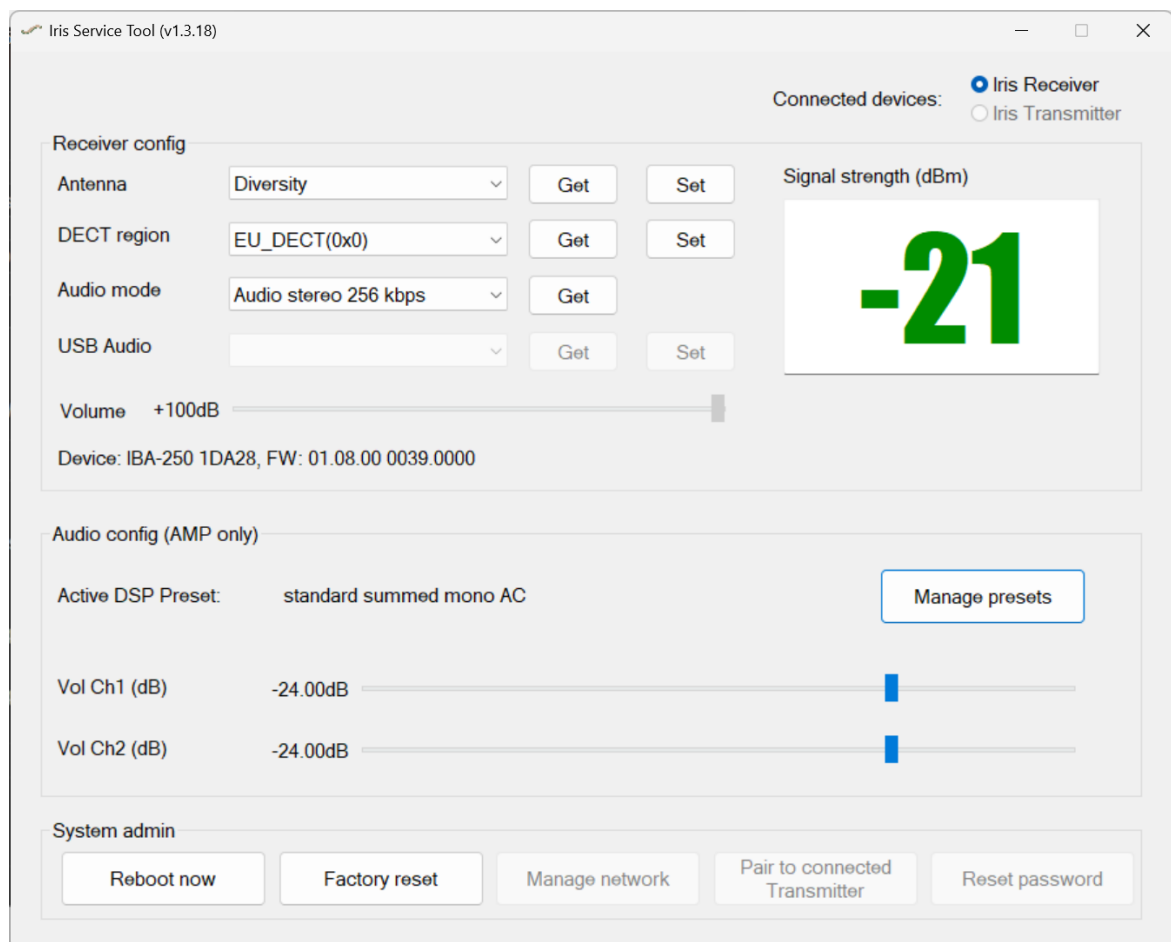 Iris Service Tool (v1.3.18)
Connected devices:
Iris Receiver
Iris Transmitter
Receiver config
Antenna Diversity Get Set
Signal strength (dBm)
-21
DECT region EU_DECT(0x0) Get Set
Audio mode Audio stereo 256 kbps Get
USB Audio Get Set
Volume +100dB
Device: IBA-250 1DA28, FW: 01.08.00 0039.0000
Audio config (AMP only)
Active DSP Preset: standard summed mono AC Manage presets
Vol Ch1 (dB) -24.00dB
Vol Ch2 (dB) -24.00dB
System admin
Reboot now
Factory reset
Manage network
Pair to connected
Transmitter
Reset password